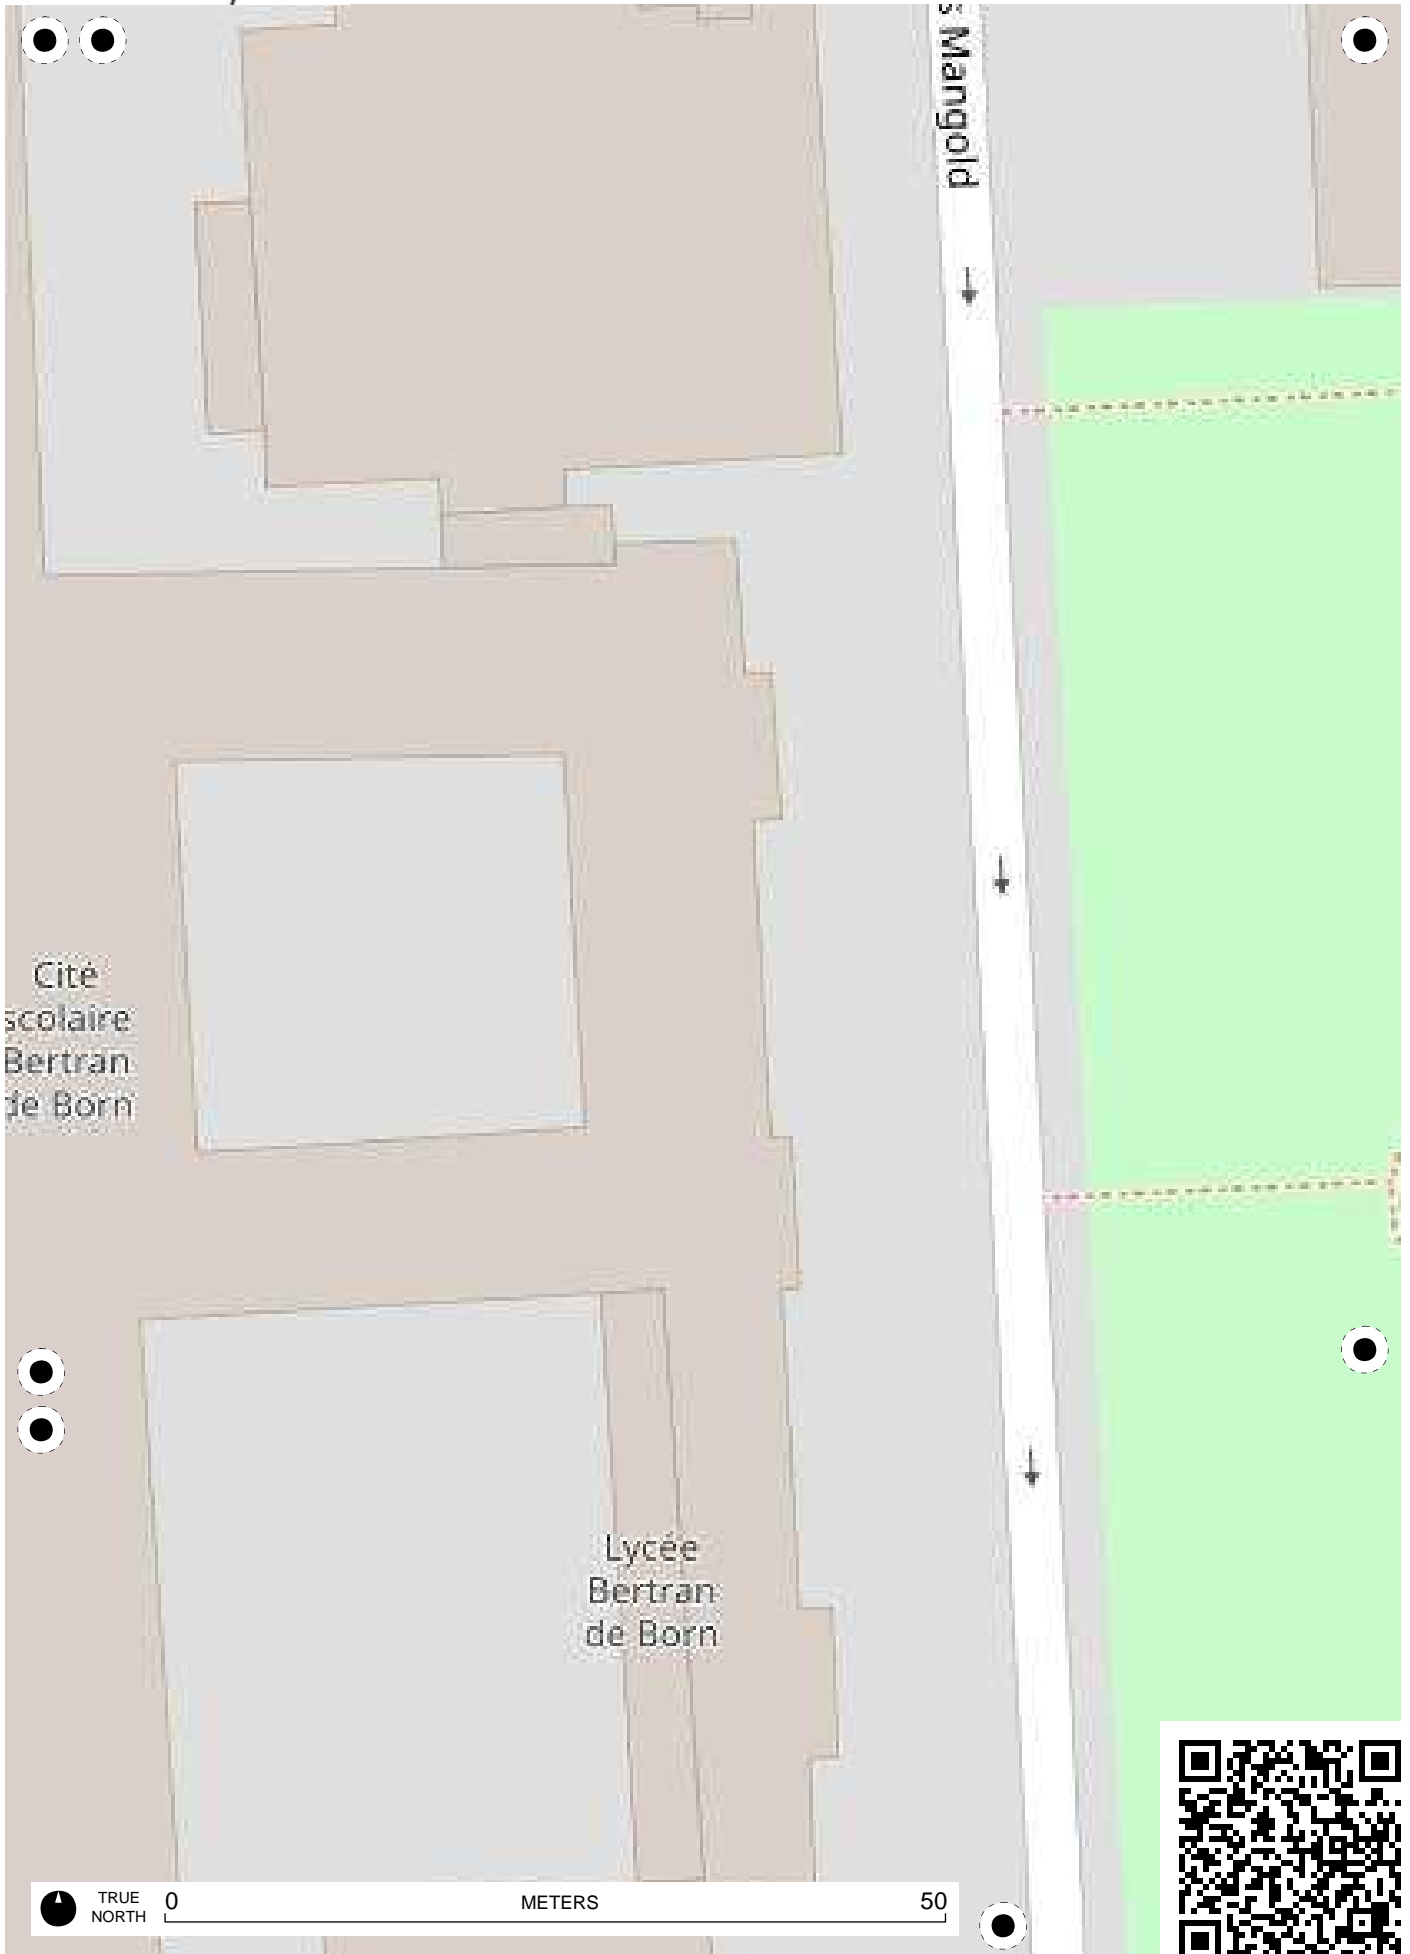 s Mangold
Cité
scolaire
Bertran
de Born
Lycée
Bertran
de Born
TRUE
NORTH
0
METERS
50